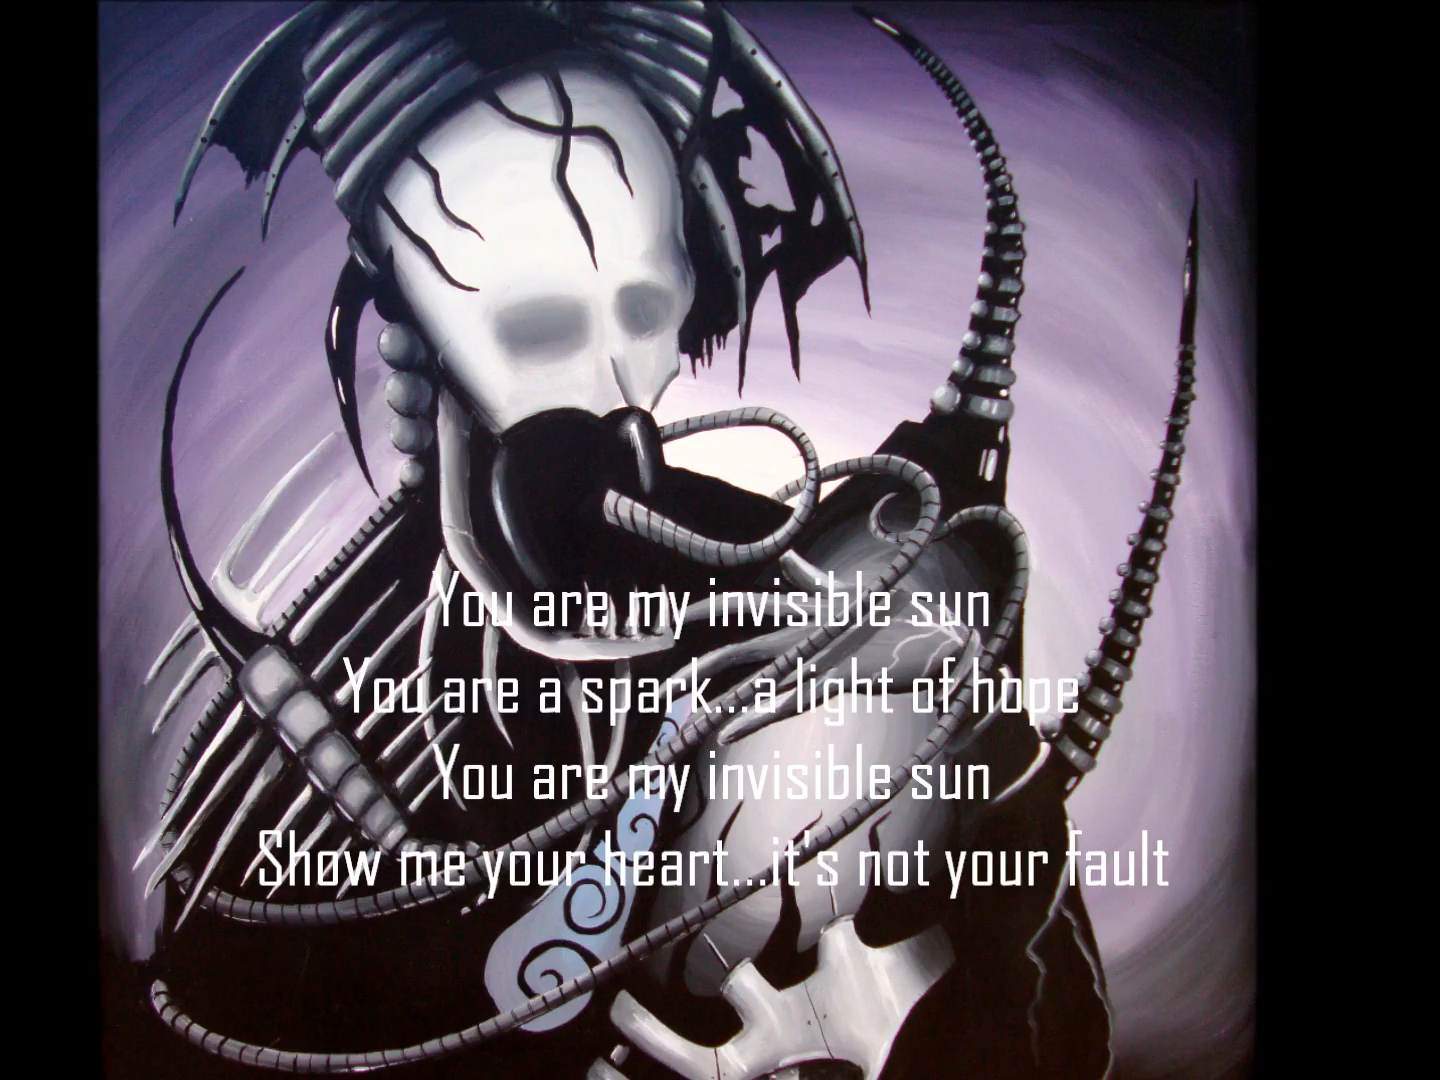 You are my invisible sun
You are a spark...a light of hope
You are my invisible sun
Show me your heart...it's not your fault